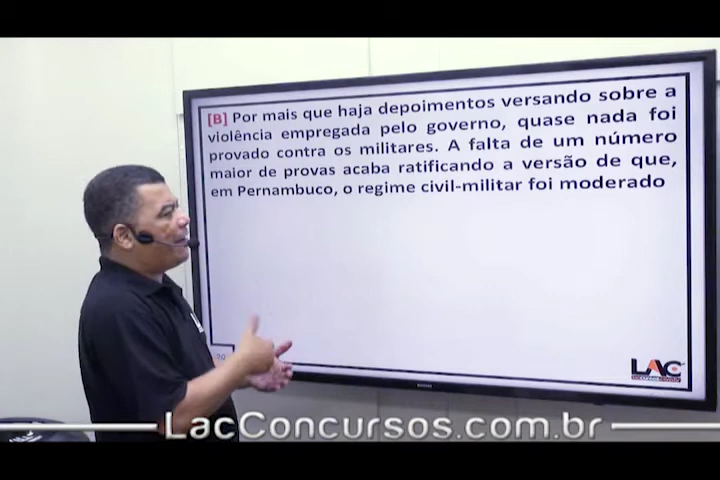 [B] Por mais que haja depoimentos versando sobre a
violência empregada pelo governo, quase nada foi
provado contra os militares. A falta de um número
maior de provas acaba ratificando a versão de que,
em Pernambuco, o regime civil-militar foi moderado
LAC
LacConcursos.com.br